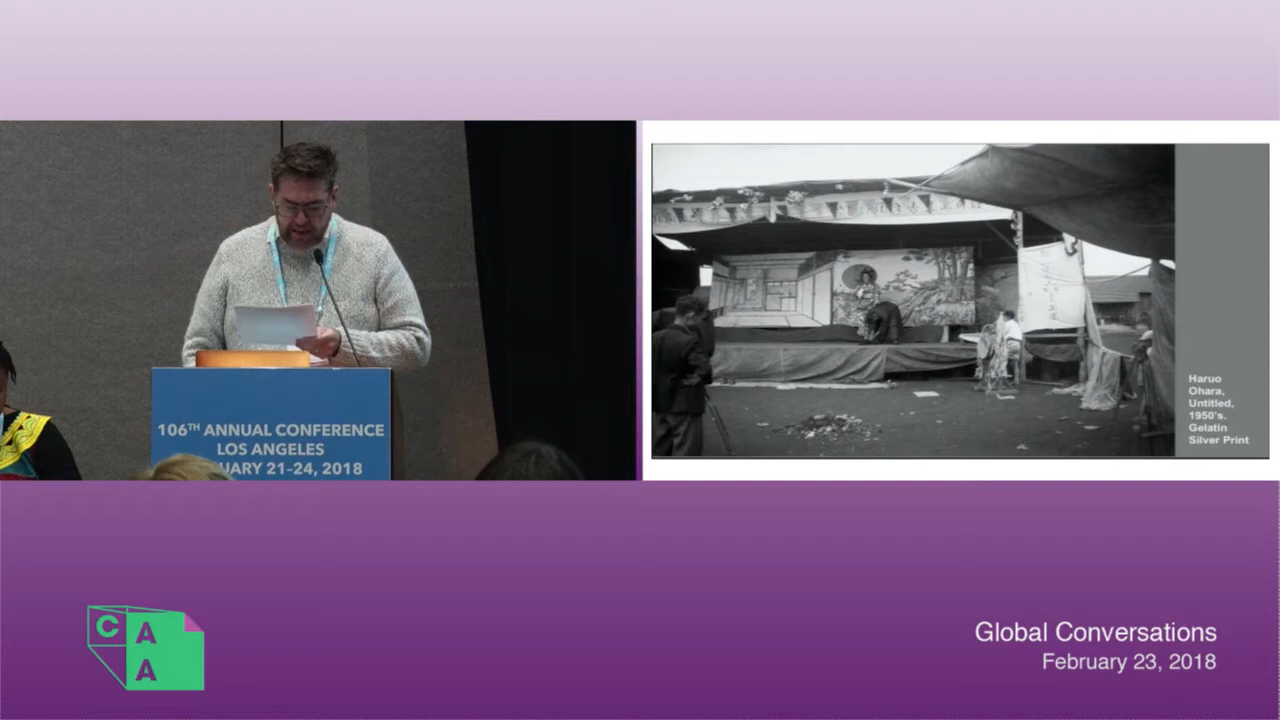 106TH ANNUAL CONFERENCE
LOS ANGELES
UARY 21-24, 2018
Haruo
Ohara,
Untitled,
1950's.
Gelatin
Silver Print
C A
A
Global Conversations
February 23, 2018